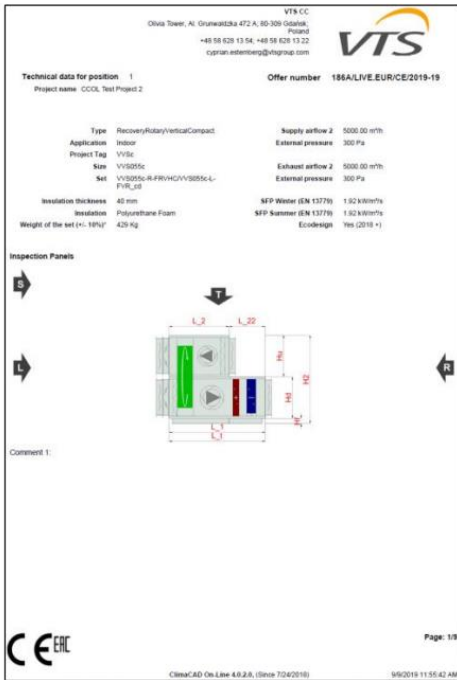 VTS CC
Olivia Tower, Al. Grunwaldzka 472 A; 80-309 Gdańsk;
Poland
+48 58 628 13 54; +48 58 628 13 22
cyprian.estemberg@vtsgroup.com
VTS
Technical data for position 1
Offer number 186A/LIVE.EUR/CE/2019-19
Project name CCOL Test Project 2
Type RecoveryRotaryVerticalCompact
Supply airflow 2 5000.00 m³/h
Application Indoor
External pressure 300 Pa
Project Tag VVSc
Size VVS055c
Exhaust airflow 2 5000.00 m³/h
Set VVS055c-R-FRVHC/VVS055c-L-
FVR_cd
External pressure 300 Pa
Insulation thickness 40 mm
SFP Winter (EN 13779) 1.92 kW/m³/s
Insulation Polyurethane Foam
SFP Summer (EN 13779) 1.92 kW/m³/s
Weight of the set (+/- 10%)* 429 Kg
Ecodesign Yes (2018 +)
Inspection Panels
S
T
L_2
L_22
Hu
H2
L
R
Hd
Hf
L_1
L_I
Comment 1:
CE EAC
Page: 1/9
ClimaCAD On-Line 4.0.2.0, (Since 7/24/2018)
9/9/2019 11:55:42 AM